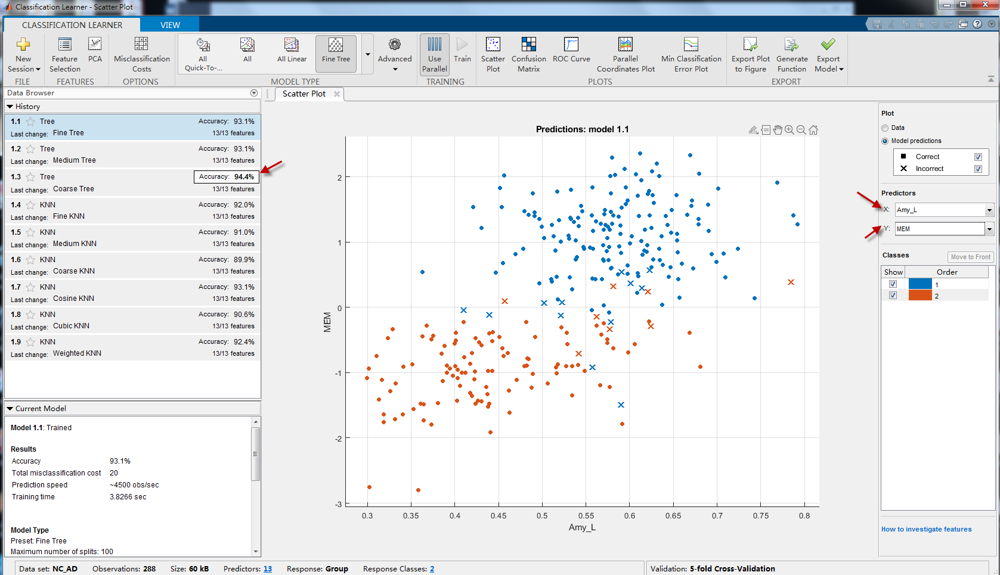 Classification Learner - Scatter Plot
CLASSIFICATION LEARNER
VIEW
New Session
FILE
Feature Selection
PCA
FEATURES
Misclassification Costs
OPTIONS
All Quick-To-...
All
All Linear
Fine Tree
MODEL TYPE
Advanced
Use Parallel
Train
TRAINING
Scatter Plot
Confusion Matrix
ROC Curve
Parallel Coordinates Plot
Min Classification Error Plot
PLOTS
Export Plot to Figure
Generate Function
Export Model
EXPORT
Data Browser
History
1.1 Tree Accuracy: 93.1%
Last change: Fine Tree 13/13 features
1.2 Tree Accuracy: 93.1%
Last change: Medium Tree 13/13 features
1.3 Tree Accuracy: 94.4%
Last change: Coarse Tree 13/13 features
1.4 KNN Accuracy: 92.0%
Last change: Fine KNN 13/13 features
1.5 KNN Accuracy: 91.0%
Last change: Medium KNN 13/13 features
1.6 KNN Accuracy: 89.9%
Last change: Coarse KNN 13/13 features
1.7 KNN Accuracy: 93.1%
Last change: Cosine KNN 13/13 features
1.8 KNN Accuracy: 90.6%
Last change: Cubic KNN 13/13 features
1.9 KNN Accuracy: 92.4%
Last change: Weighted KNN 13/13 features
Current Model
Model 1.1: Trained
Results
Accuracy 93.1%
Total misclassification cost 20
Prediction speed ~4500 obs/sec
Training time 3.8266 sec
Model Type
Preset: Fine Tree
Maximum number of splits: 100
Scatter Plot
Predictions: model 1.1
2
1
0
-1
-2
-3
MEM
0.3 0.35 0.4 0.45 0.5 0.55 0.6 0.65 0.7 0.75 0.8
Amy_L
Plot
Data
Model predictions
Correct
Incorrect
Predictors
X: Amy_L
Y: MEM
Classes
Move to Front
Show Order
1
2
How to investigate features
Data set: NC_AD Observations: 288 Size: 60 kB Predictors: 13 Response: Group Response Classes: 2
Validation: 5-fold Cross-Validation